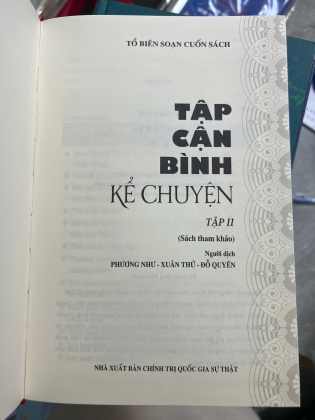 TỔ BIÊN SOẠN CUỐN SÁCH
TẬP
CẬN
BÌNH
KỂ CHUYỆN
TẬP II
(Sách tham khảo)
Người dịch
PHƯƠNG NHƯ - XUÂN THỨ - ĐỖ QUYÊN
NHÀ XUẤT BẢN CHÍNH TRỊ QUỐC GIA SỰ THẬT